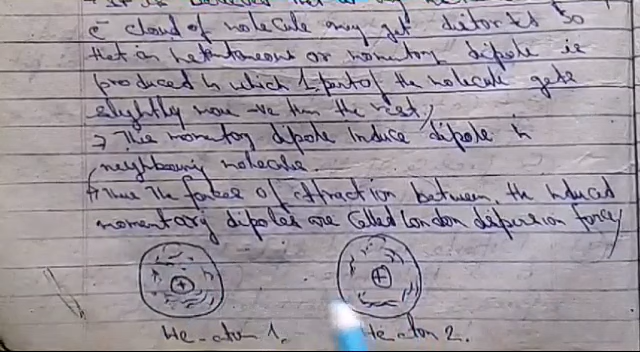 e⁻ cloud of molecule may get distorted so
that an instantaneous or momentary dipole is
produced in which 1 part of the molecule gets
slightly more -ve than the rest
→ This momentary dipole induce dipole in
neighbouring molecule.
→ Thus the forces of attraction between the induced
momentary dipoles are called London dispersion forces
He-atom 1.
He-atom 2.